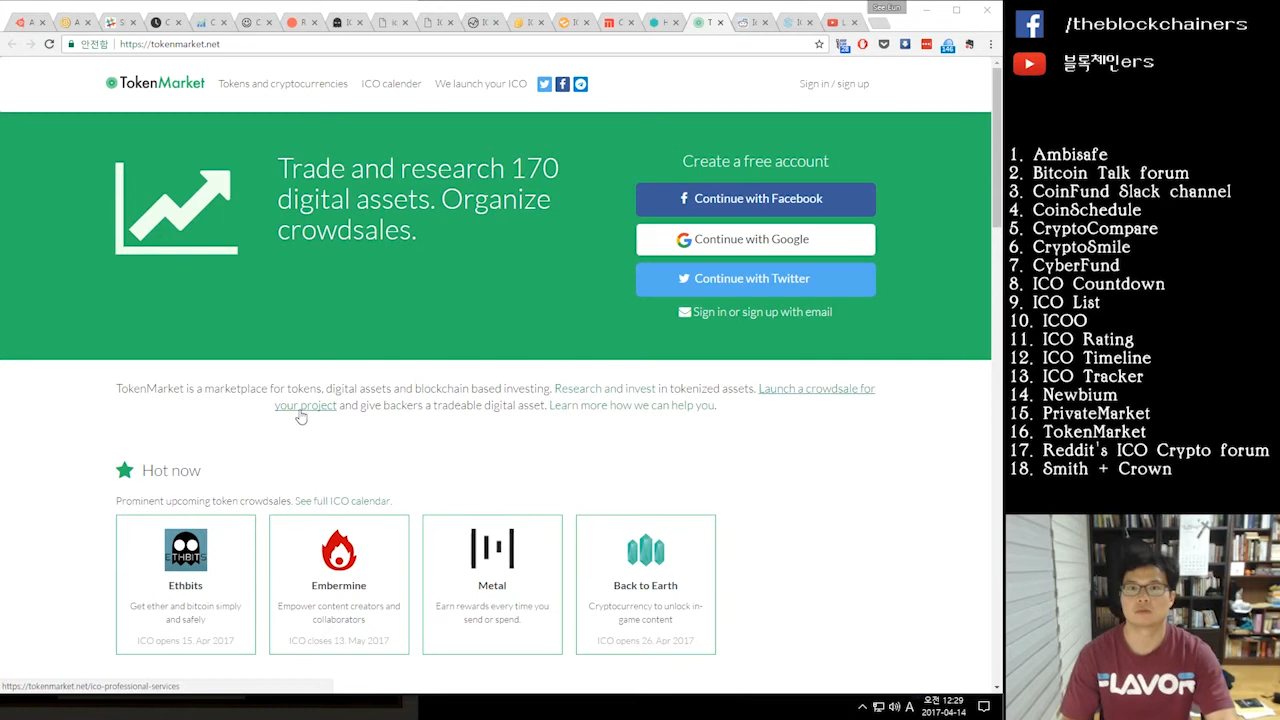 See Eun
안전함
https://tokenmarket.net
28
146
TokenMarket
Tokens and cryptocurrencies
ICO calender
We launch your ICO
Sign in / sign up
Trade and research 170
digital assets. Organize
crowdsales.
Create a free account
Continue with Facebook
Continue with Google
Continue with Twitter
Sign in or sign up with email
TokenMarket is a marketplace for tokens, digital assets and blockchain based investing. Research and invest in tokenized assets. Launch a crowdsale for
your project and give backers a tradeable digital asset. Learn more how we can help you.
Hot now
Prominent upcoming token crowdsales. See full ICO calendar.
ETHBITS
Ethbits
Get ether and bitcoin simply
and safely
ICO opens 15. Apr 2017
Embermine
Empower content creators and
collaborators
ICO closes 13. May 2017
Metal
Earn rewards every time you
send or spend.
Back to Earth
Cryptocurrency to unlock in-
game content
ICO opens 26. Apr 2017
https://tokenmarket.net/ico-professional-services
A
오전 12:29
2017-04-14
/theblockchainers
블록체인ers
1. Ambisafe
2. Bitcoin Talk forum
3. CoinFund Slack channel
4. CoinSchedule
5. CryptoCompare
6. CryptoSmile
7. CyberFund
8. ICO Countdown
9. ICO List
10. ICOO
11. ICO Rating
12. ICO Timeline
13. ICO Tracker
14. Newbium
15. PrivateMarket
16. TokenMarket
17. Reddit's ICO Crypto forum
18. Smith + Crown
FLAVOR